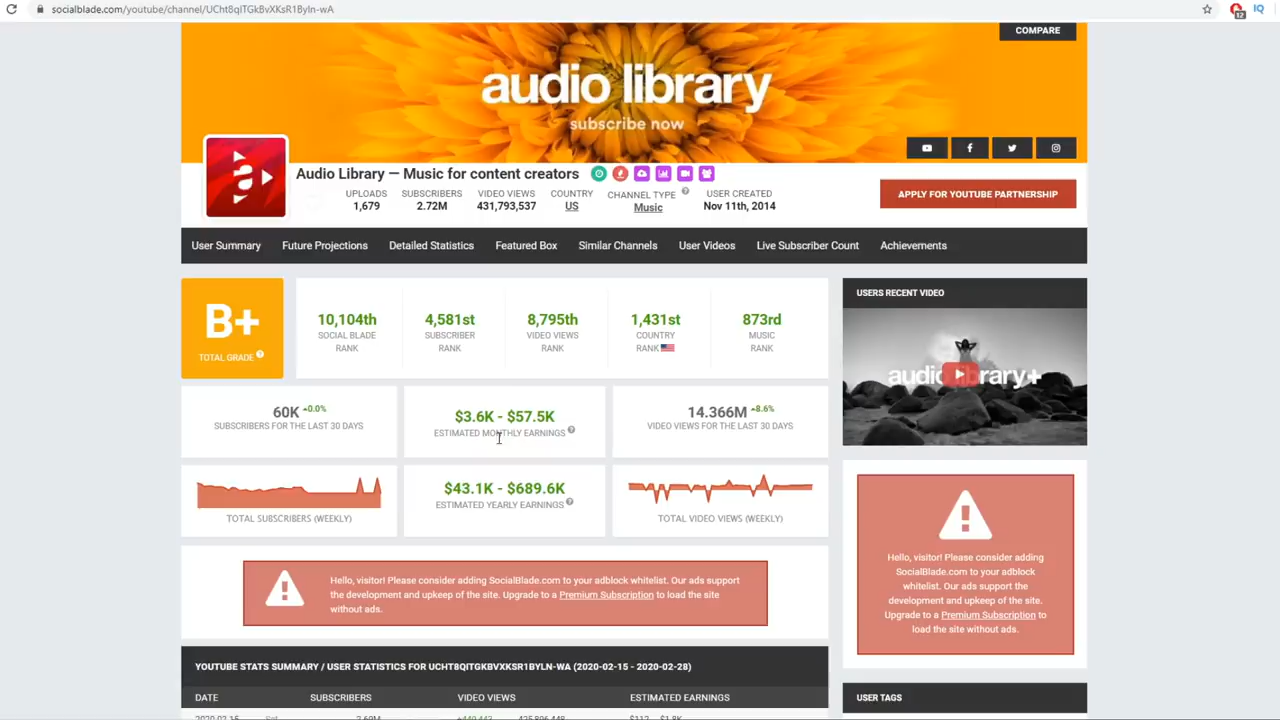 socialblade.com/youtube/channel/UCht8qITGkBvXKsR1Byln-wA
12
IQ
COMPARE
audio library
subscribe now
Audio Library — Music for content creators
UPLOADS
1,679
SUBSCRIBERS
2.72M
VIDEO VIEWS
431,793,537
COUNTRY
US
CHANNEL TYPE
Music
USER CREATED
Nov 11th, 2014
APPLY FOR YOUTUBE PARTNERSHIP
User Summary
Future Projections
Detailed Statistics
Featured Box
Similar Channels
User Videos
Live Subscriber Count
Achievements
B+
TOTAL GRADE
10,104th
SOCIAL BLADE
RANK
4,581st
SUBSCRIBER
RANK
8,795th
VIDEO VIEWS
RANK
1,431st
COUNTRY
RANK
873rd
MUSIC
RANK
USERS RECENT VIDEO
audiolibrary+
60K +0.0%
SUBSCRIBERS FOR THE LAST 30 DAYS
$3.6K - $57.5K
ESTIMATED MONTHLY EARNINGS
14.366M +8.6%
VIDEO VIEWS FOR THE LAST 30 DAYS
TOTAL SUBSCRIBERS (WEEKLY)
$43.1K - $689.6K
ESTIMATED YEARLY EARNINGS
TOTAL VIDEO VIEWS (WEEKLY)
Hello, visitor! Please consider adding SocialBlade.com to your adblock whitelist. Our ads support
the development and upkeep of the site. Upgrade to a Premium Subscription to load the site
without ads.
Hello, visitor! Please consider adding
SocialBlade.com to your adblock
whitelist. Our ads support the
development and upkeep of the site.
Upgrade to a Premium Subscription to
load the site without ads.
YOUTUBE STATS SUMMARY / USER STATISTICS FOR UCHT8QITGKBVXKSR1BYLN-WA (2020-02-15 - 2020-02-28)
DATE
SUBSCRIBERS
VIDEO VIEWS
ESTIMATED EARNINGS
USER TAGS